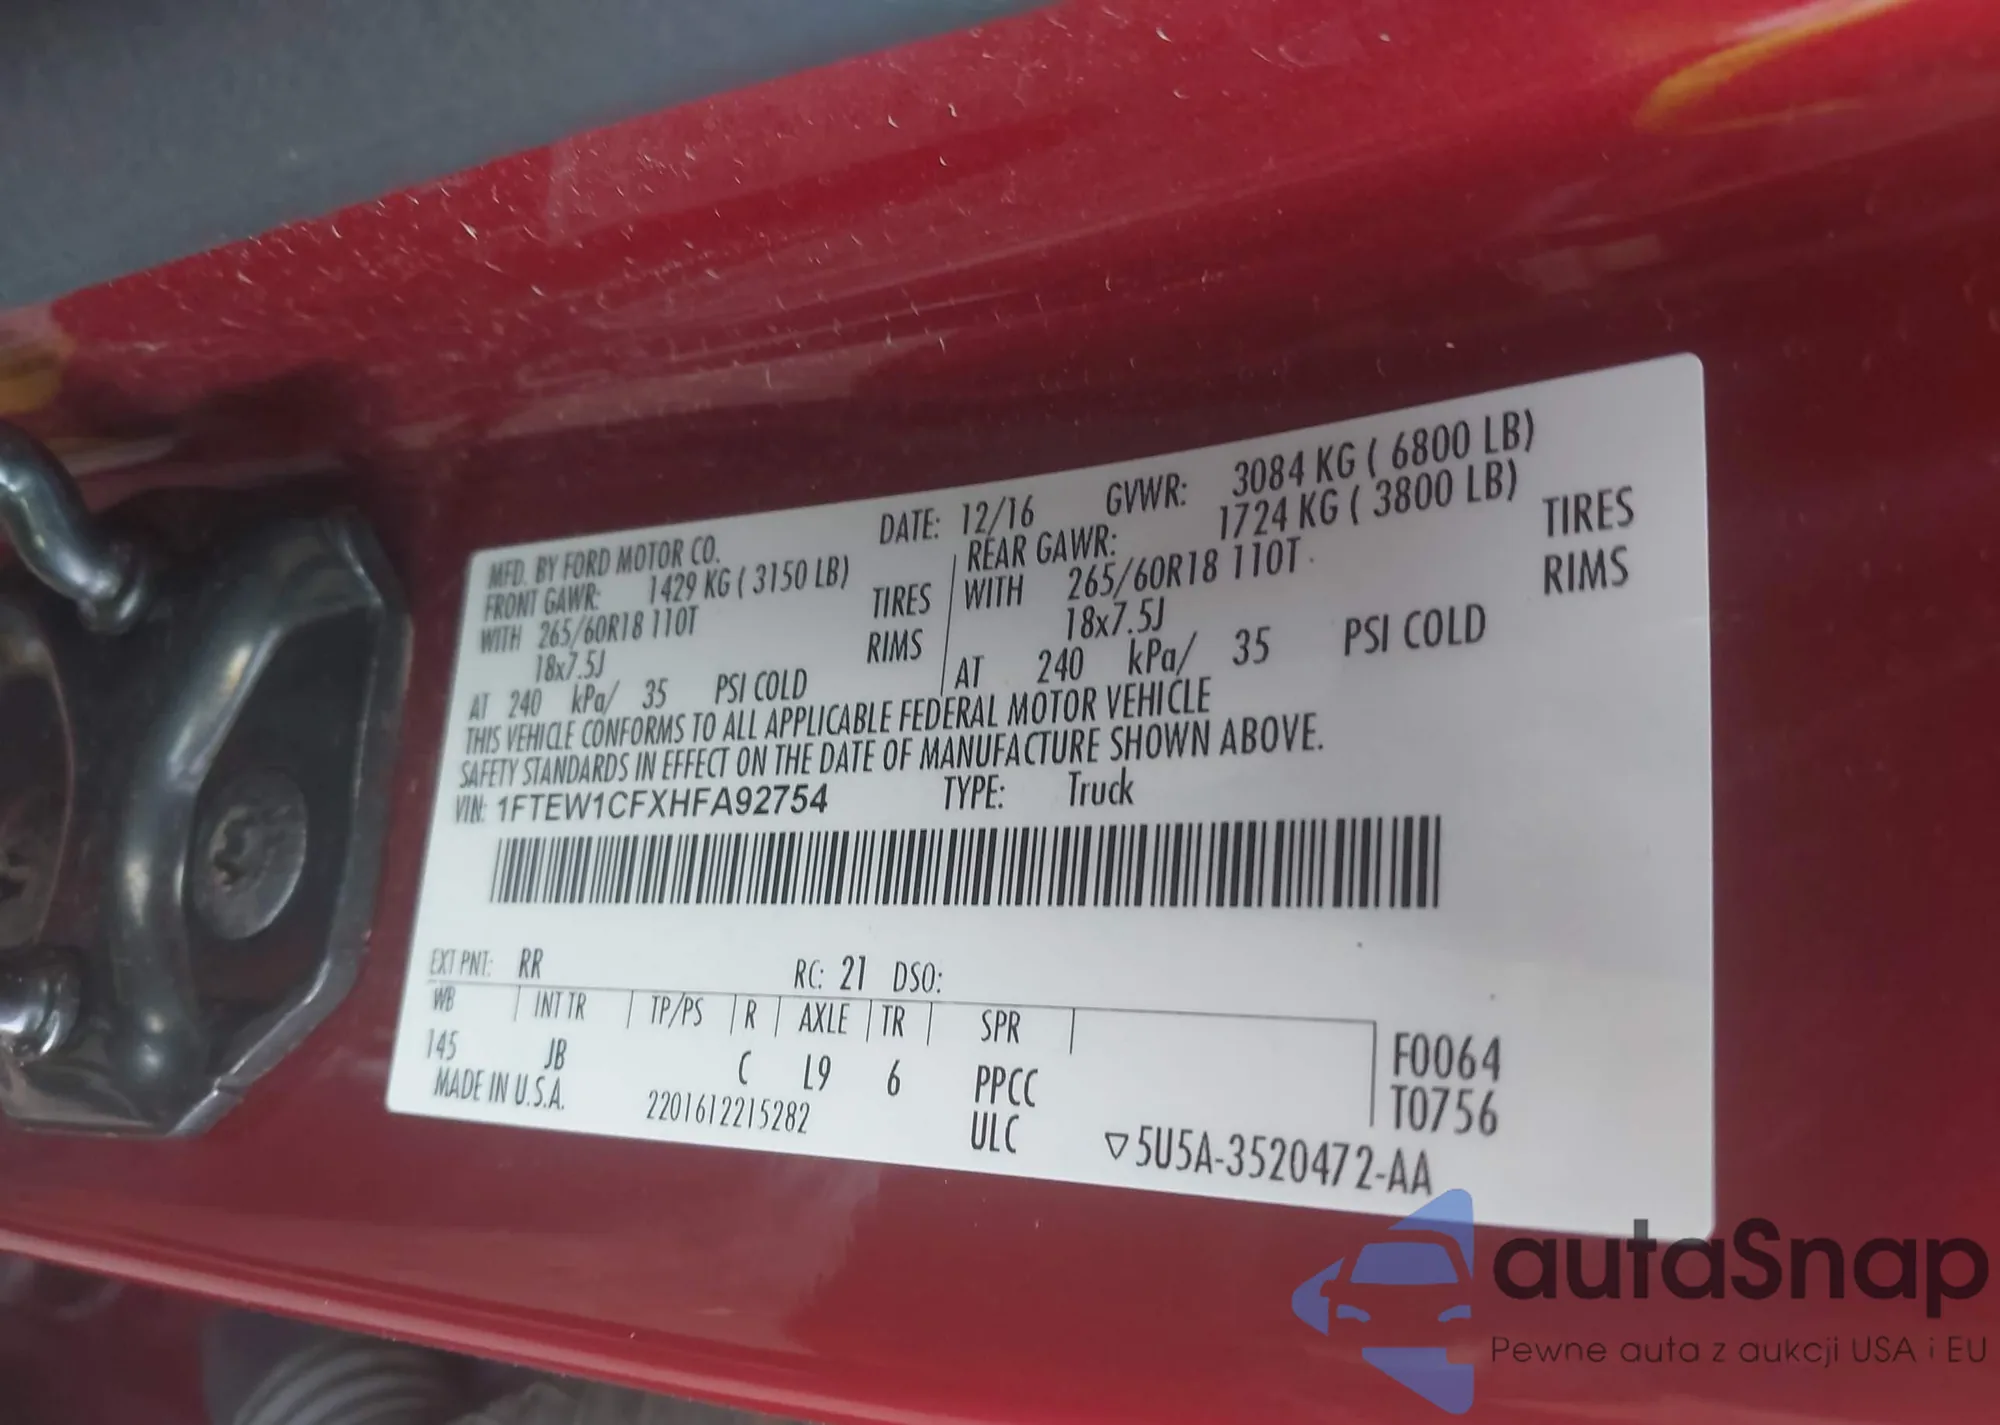 MFD. BY FORD MOTOR CO. DATE: 12/16 GVWR: 3084 KG ( 6800 LB)
FRONT GAWR: 1429 KG ( 3150 LB) REAR GAWR: 1724 KG ( 3800 LB)
WITH 265/60R18 110T TIRES WITH 265/60R18 110T TIRES
18x7.5J RIMS 18x7.5J RIMS
AT 240 kPa/ 35 PSI COLD AT 240 kPa/ 35 PSI COLD
THIS VEHICLE CONFORMS TO ALL APPLICABLE FEDERAL MOTOR VEHICLE
SAFETY STANDARDS IN EFFECT ON THE DATE OF MANUFACTURE SHOWN ABOVE.
VIN: 1FTEW1CFXHFA92754 TYPE: Truck
EXT PNT: RR RC: 21 DSO:
WB INT TR TP/PS R AXLE TR SPR
145 JB C L9 6 PPCC F0064
MADE IN U.S.A. 2201612215282 ULC T0756
▽5U5A-3520472-AA
autaSnap
Pewne auta z aukcji USA i EU